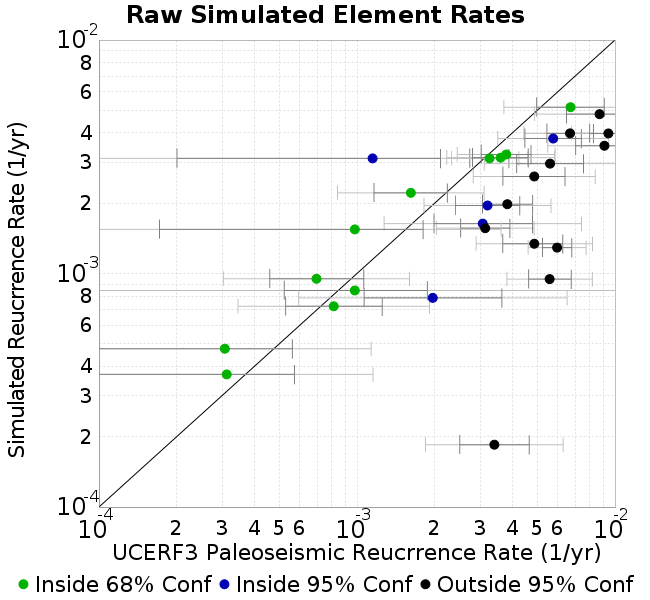 Raw Simulated Element Rates
10-2
8
6
4
3
2
10-3
8
6
4
3
2
10-4
Simulated Reucrrence Rate (1/yr)
10-4 2 3 4 5 6 10-3 2 3 4 5 6 10-2
UCERF3 Paleoseismic Reucrrence Rate (1/yr)
Inside 68% Conf Inside 95% Conf Outside 95% Conf